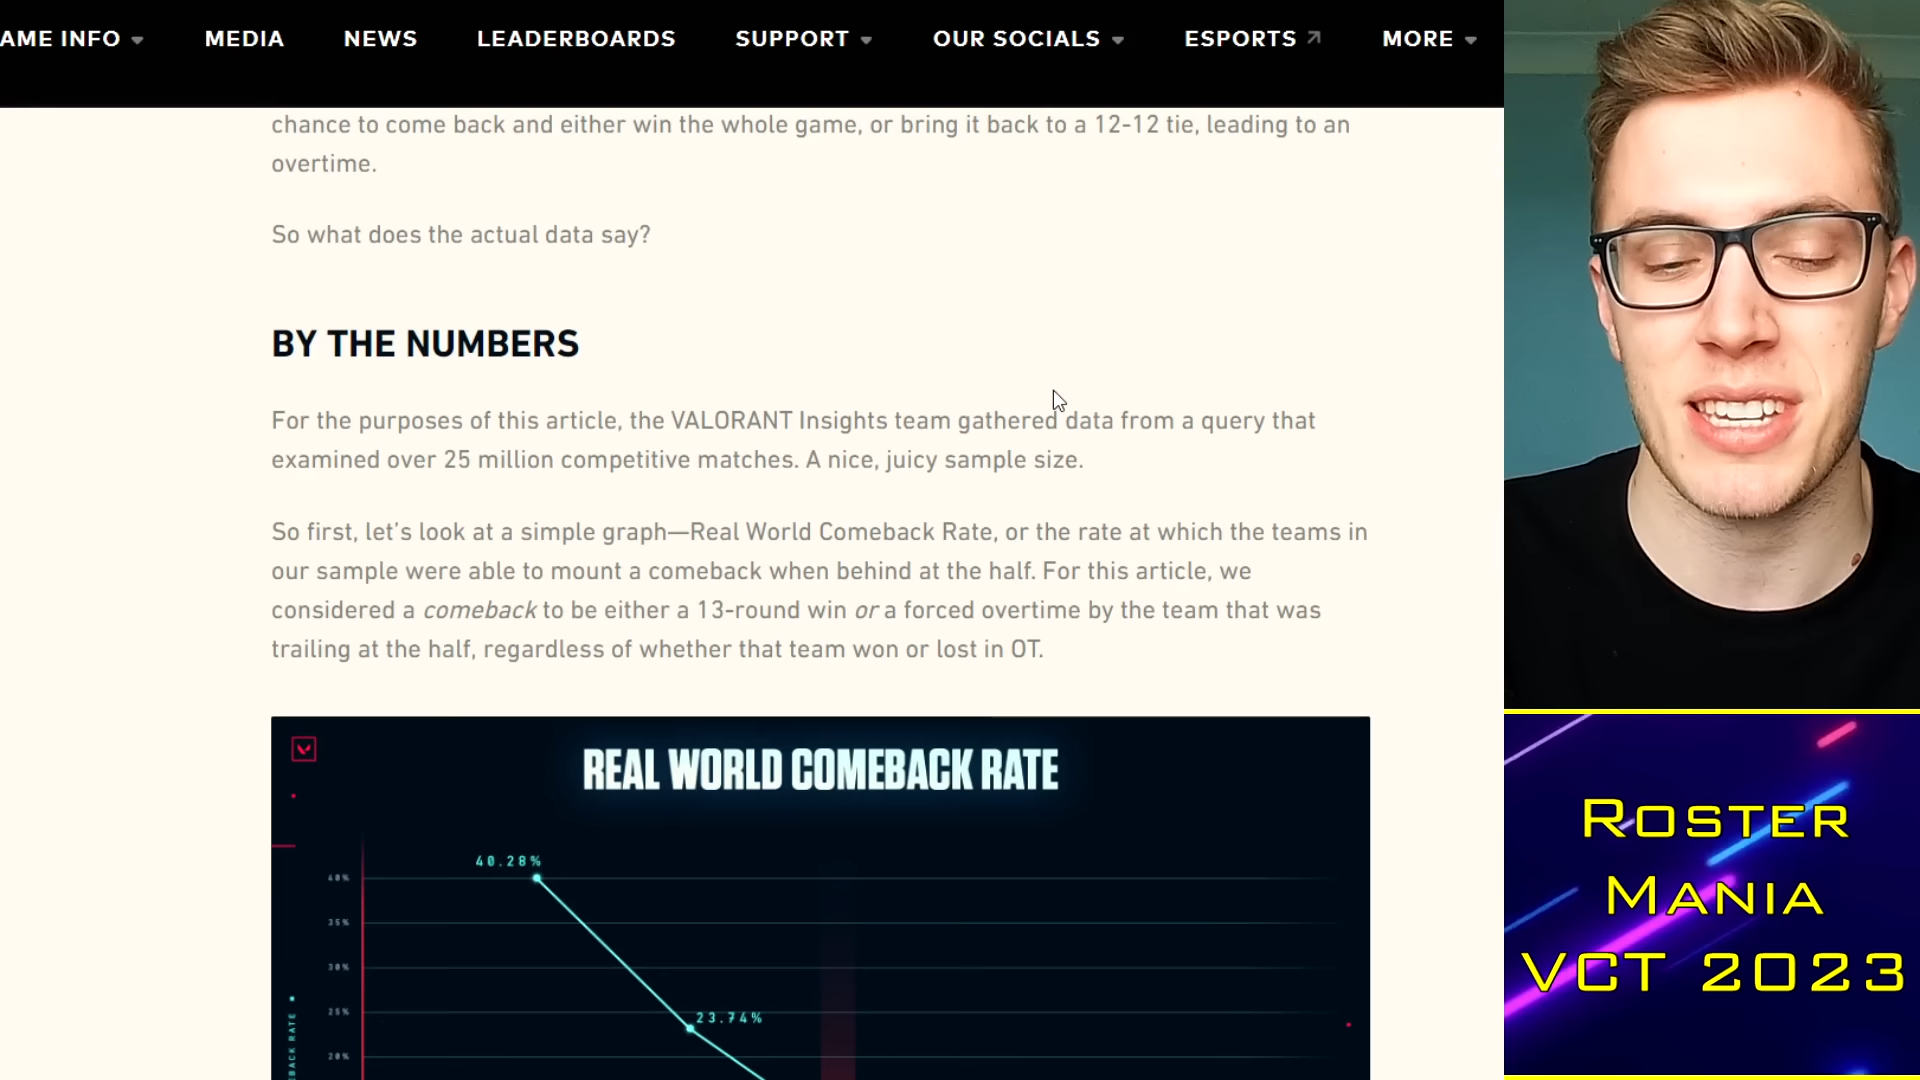 AME INFO MEDIA NEWS LEADERBOARDS SUPPORT OUR SOCIALS ESPORTS MORE
chance to come back and either win the whole game, or bring it back to a 12-12 tie, leading to an
overtime.
So what does the actual data say?
BY THE NUMBERS
For the purposes of this article, the VALORANT Insights team gathered data from a query that
examined over 25 million competitive matches. A nice, juicy sample size.
So first, let’s look at a simple graph—Real World Comeback Rate, or the rate at which the teams in
our sample were able to mount a comeback when behind at the half. For this article, we
considered a comeback to be either a 13-round win or a forced overtime by the team that was
trailing at the half, regardless of whether that team won or lost in OT.
REAL WORLD COMEBACK RATE
40.28%
40%
35%
30%
23.74%
25%
20%
BACK RATE
ROSTER
MANIA
VCT 2023